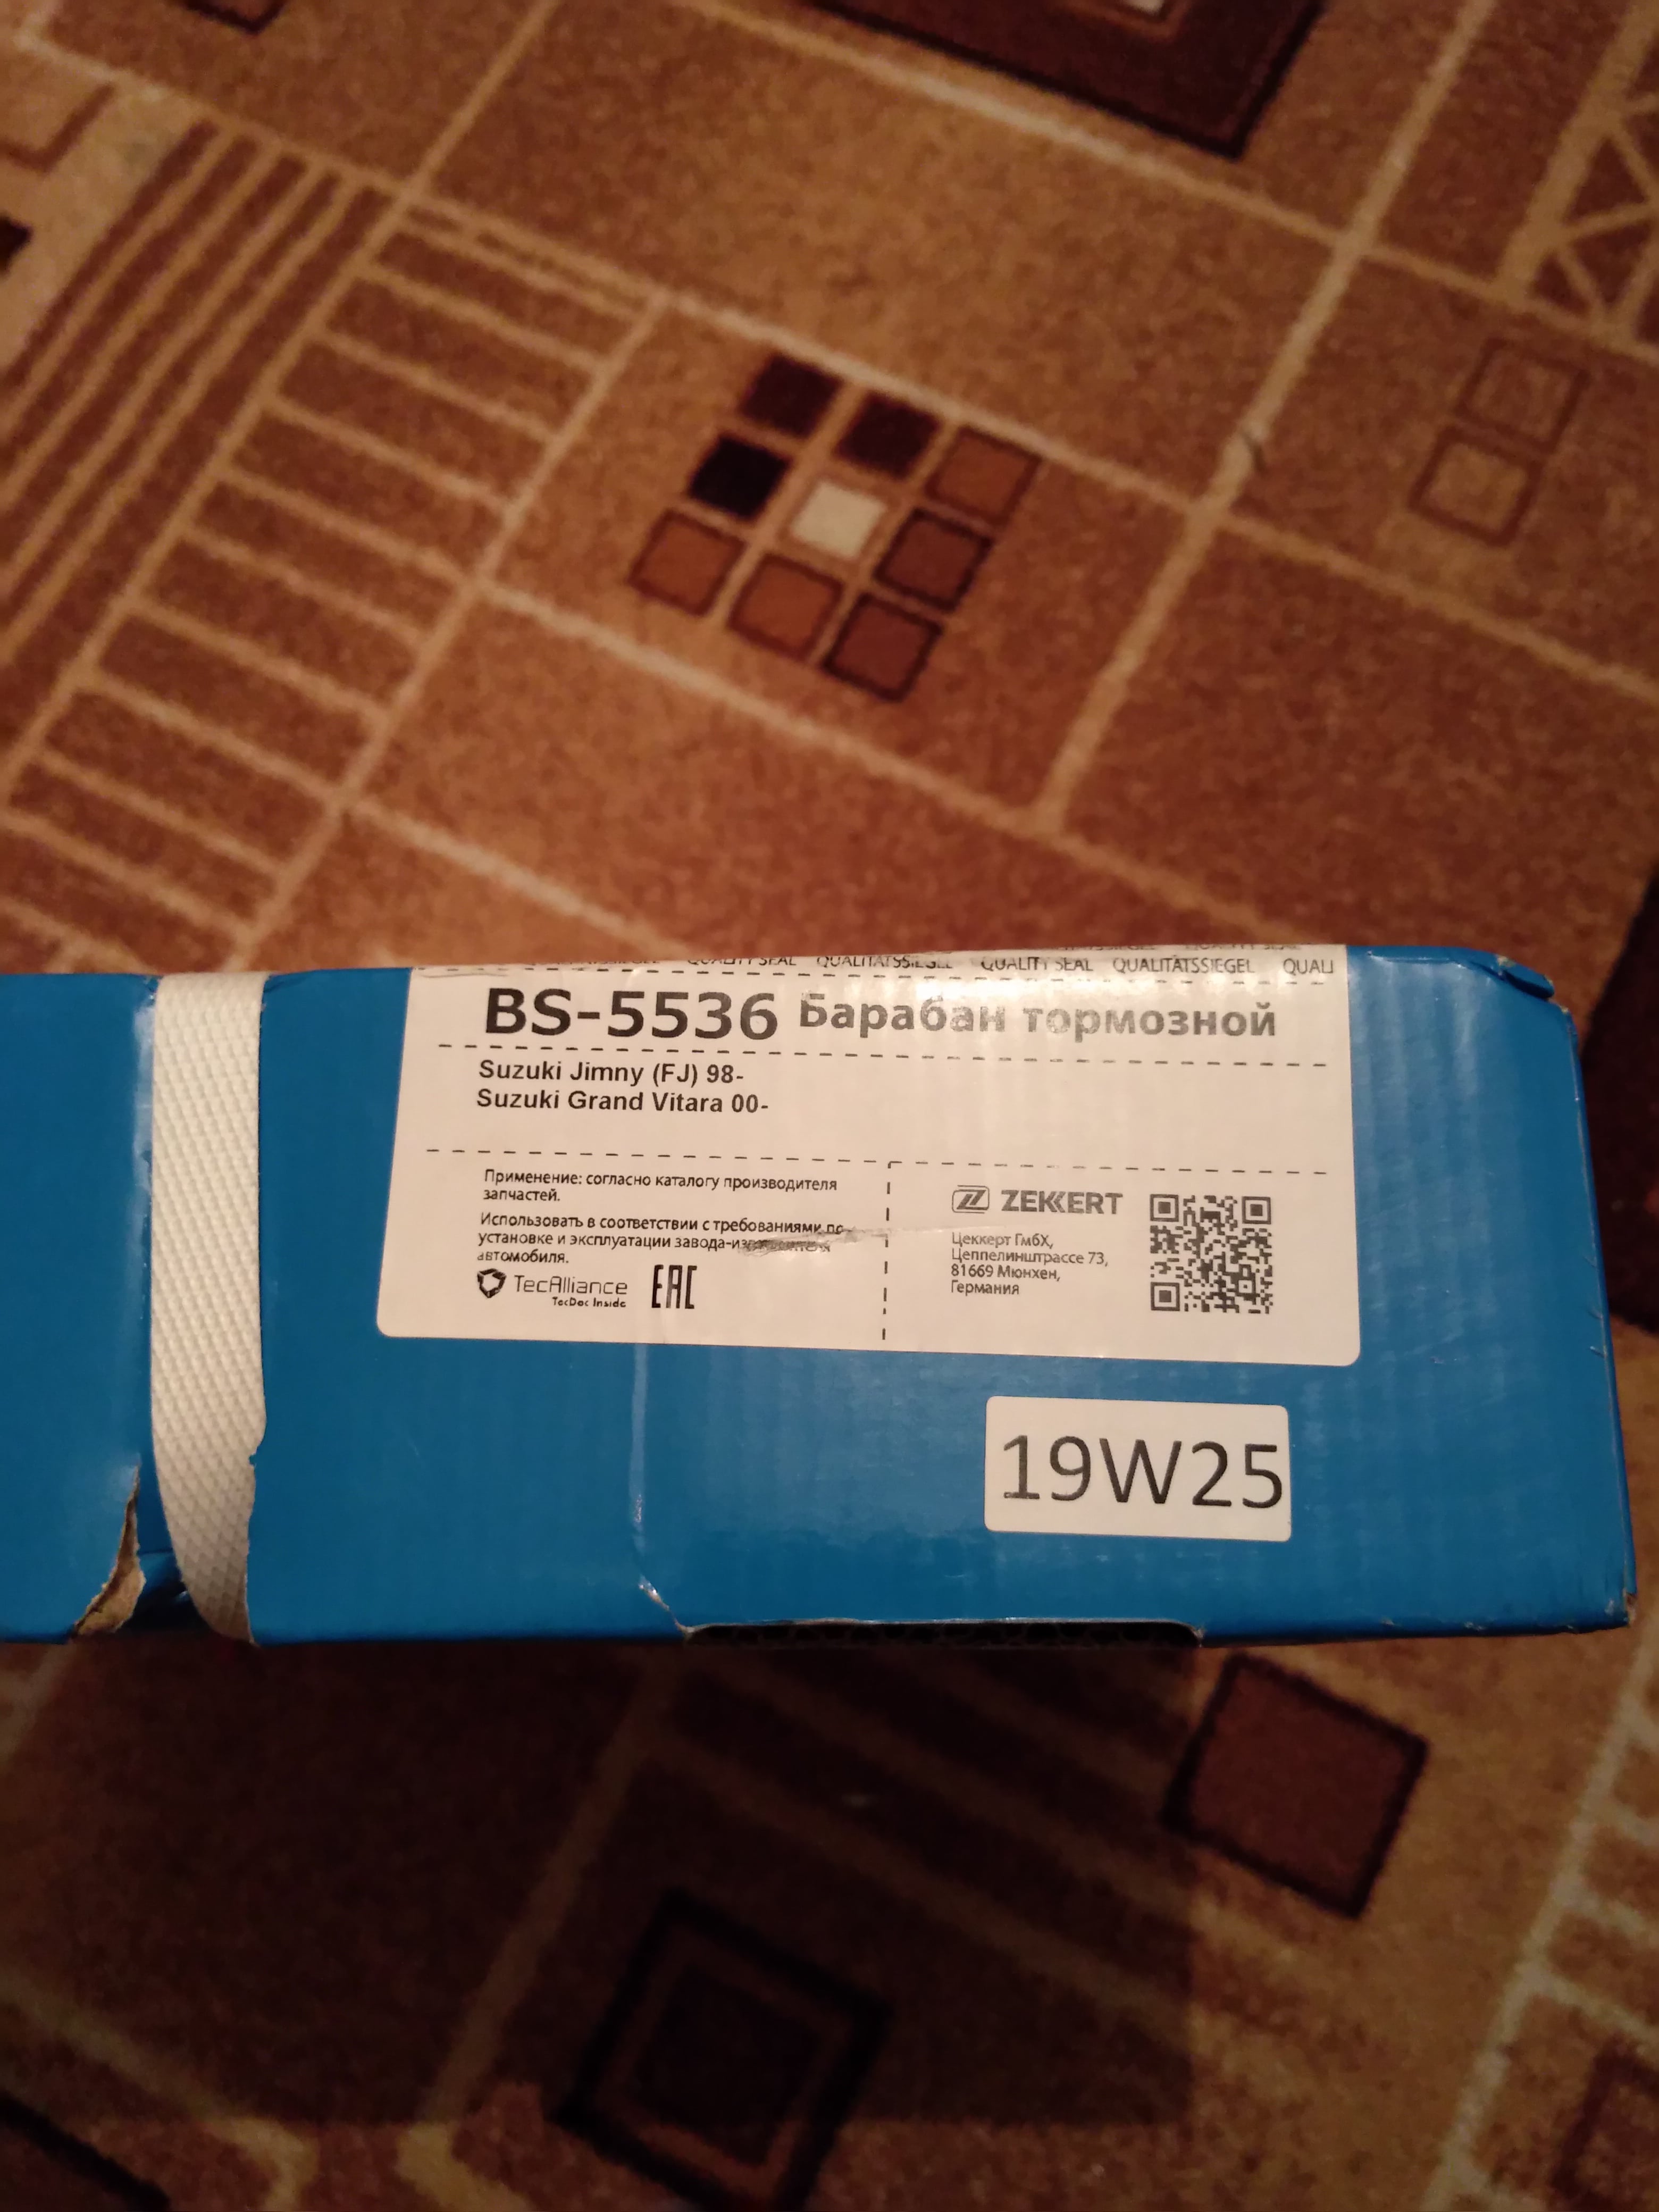 QUALITY SEAL QUALITÄTSSIEGEL QUALITY SEAL QUALITÄTSSIEGEL QUALI
BS-5536 Барабан тормозной
Suzuki Jimny (FJ) 98-
Suzuki Grand Vitara 00-
Применение: согласно каталогу производителя
запчастей.
Использовать в соответствии с требованиями по
установке и эксплуатации завода-
автомобиля.
TecAlliance
TecDoc Inside
EAC
ZEKKERT
Цеккерт ГмбХ,
Цеппелинштрассе 73,
81669 Мюнхен,
Германия
19W25